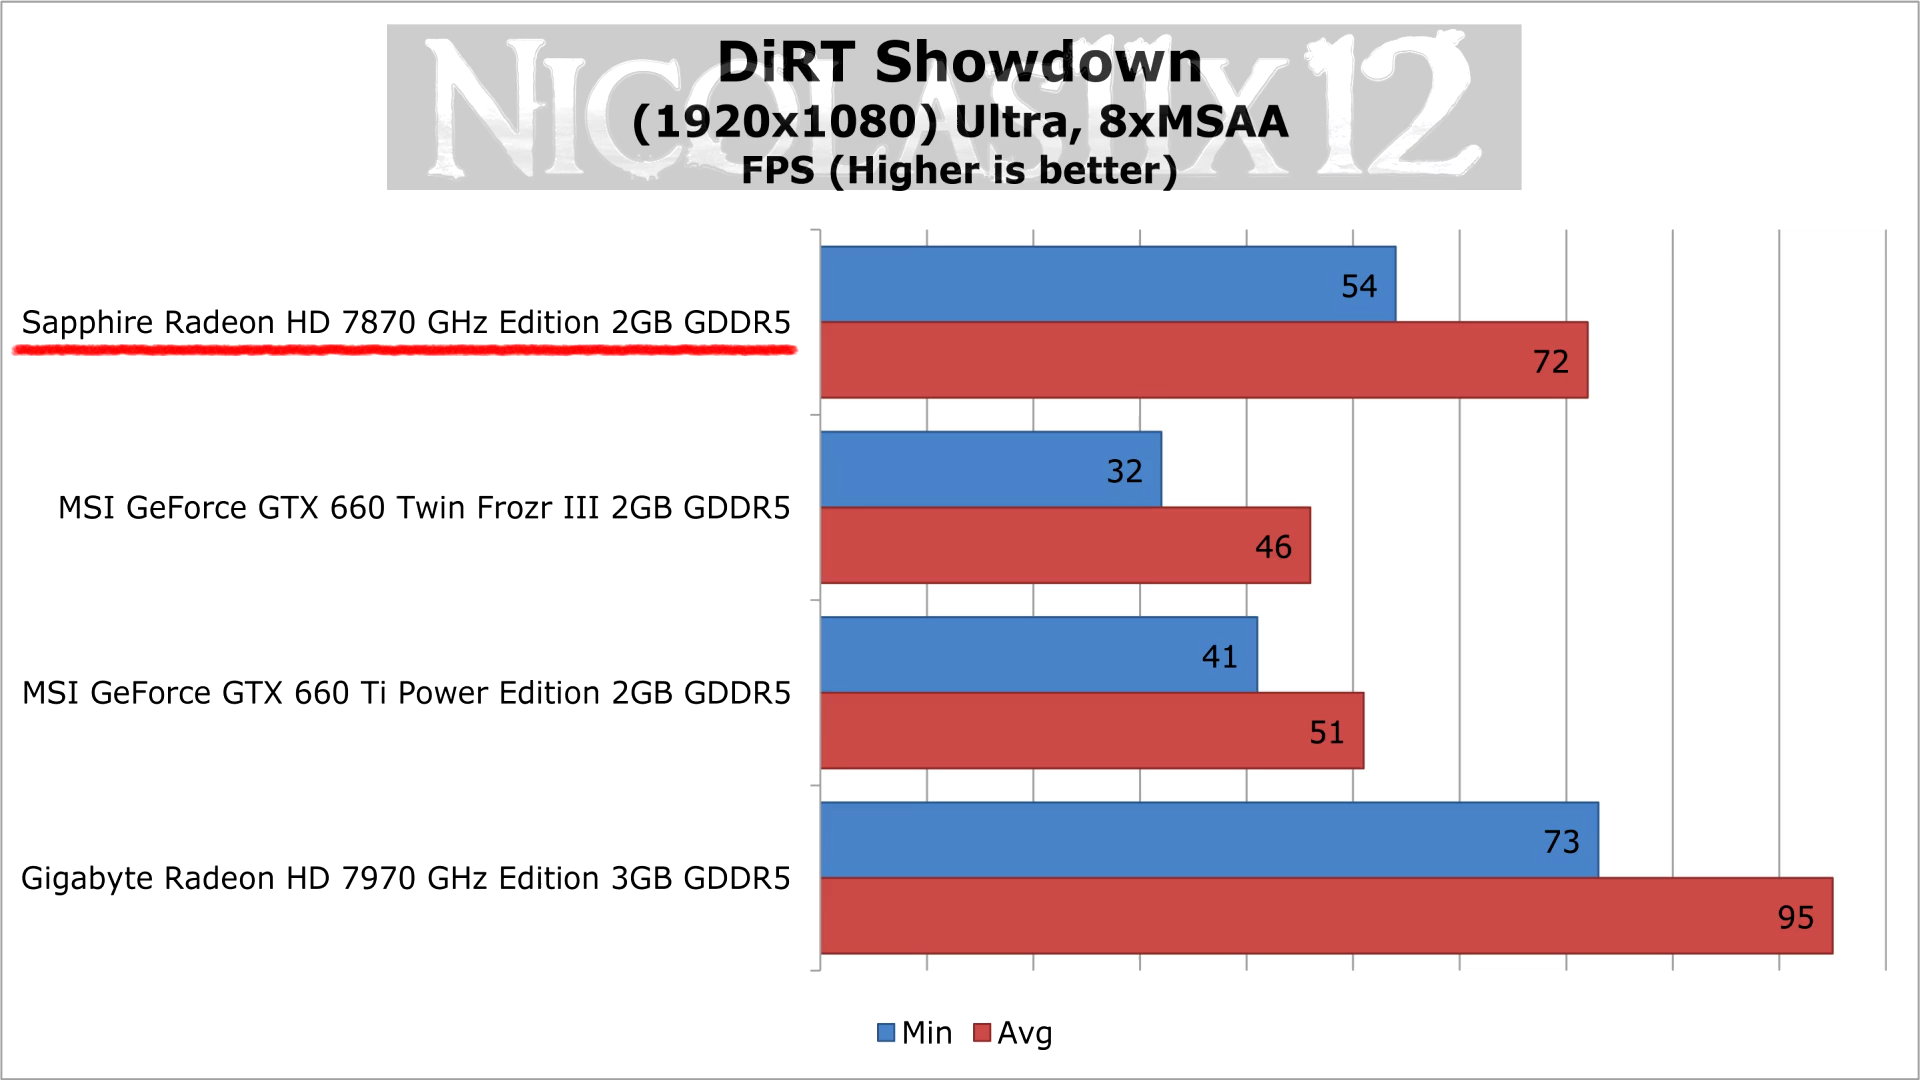 Nicolas11x12
DiRT Showdown
(1920x1080) Ultra, 8xMSAA
FPS (Higher is better)
Sapphire Radeon HD 7870 GHz Edition 2GB GDDR5
54
72
MSI GeForce GTX 660 Twin Frozr III 2GB GDDR5
32
46
MSI GeForce GTX 660 Ti Power Edition 2GB GDDR5
41
51
Gigabyte Radeon HD 7970 GHz Edition 3GB GDDR5
73
95
Min Avg